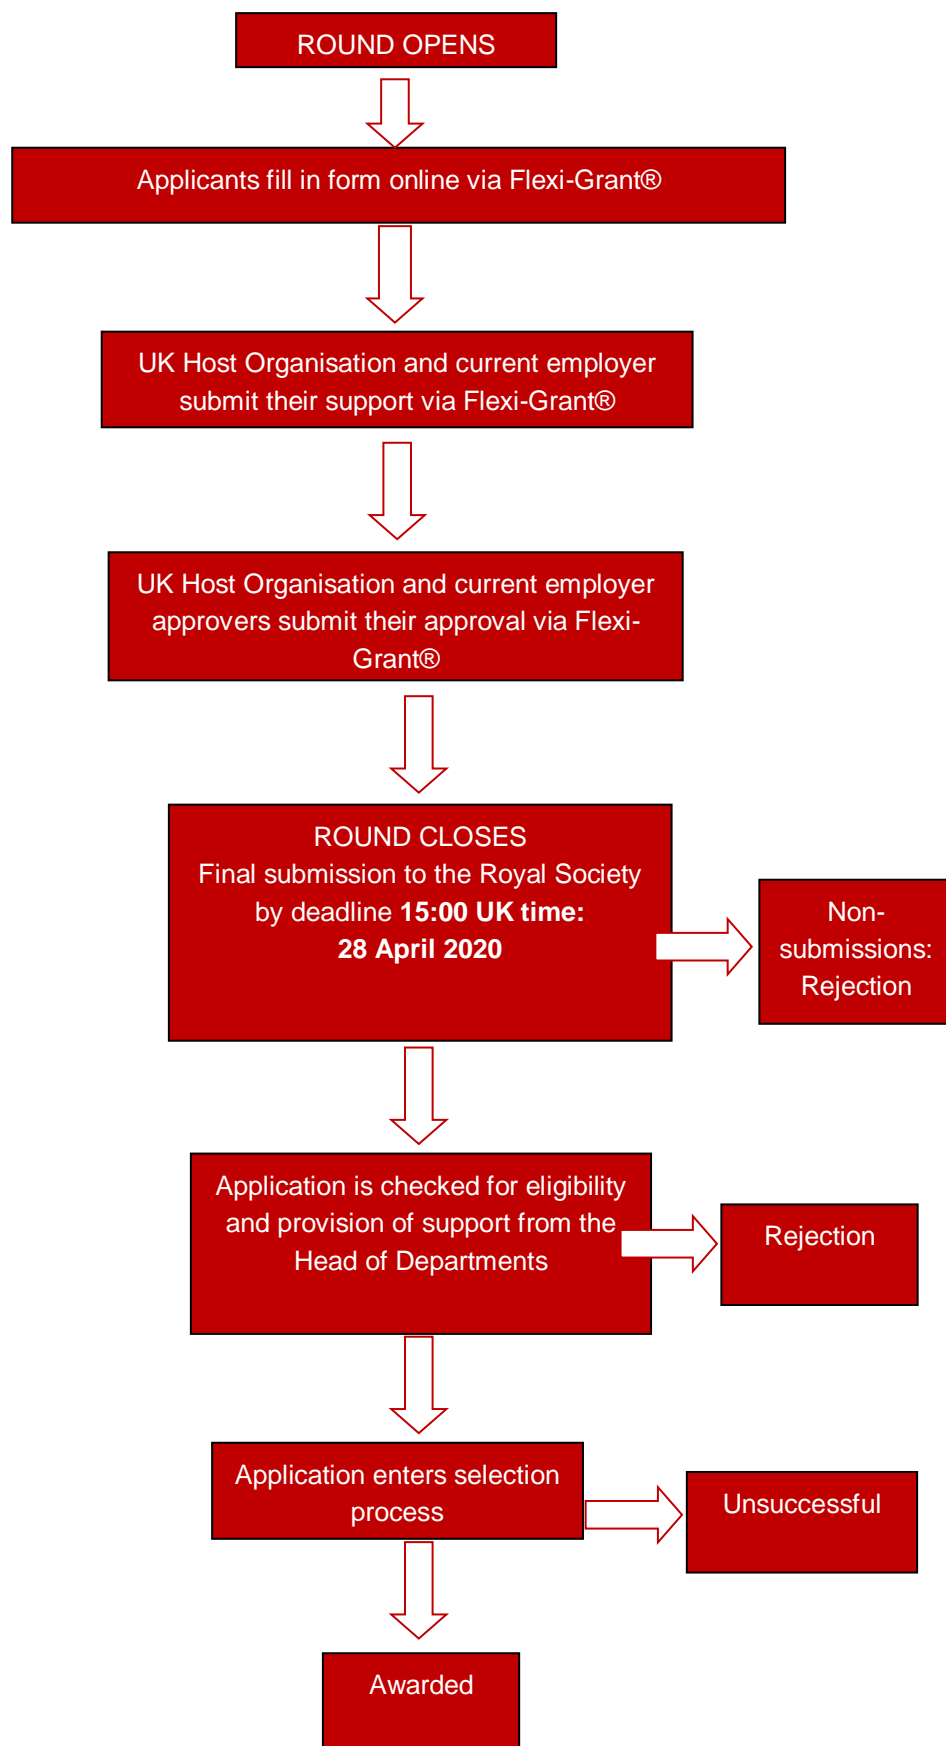 ROUND OPENS
Applicants fill in form online via Flexi-Grant®
UK Host Organisation and current employer
submit their support via Flexi-Grant®
UK Host Organisation and current employer
approvers submit their approval via Flexi-
Grant®
ROUND CLOSES
Final submission to the Royal Society
by deadline 15:00 UK time:
28 April 2020
Non-
submissions:
Rejection
Application is checked for eligibility
and provision of support from the
Head of Departments
Rejection
Application enters selection
process
Unsuccessful
Awarded